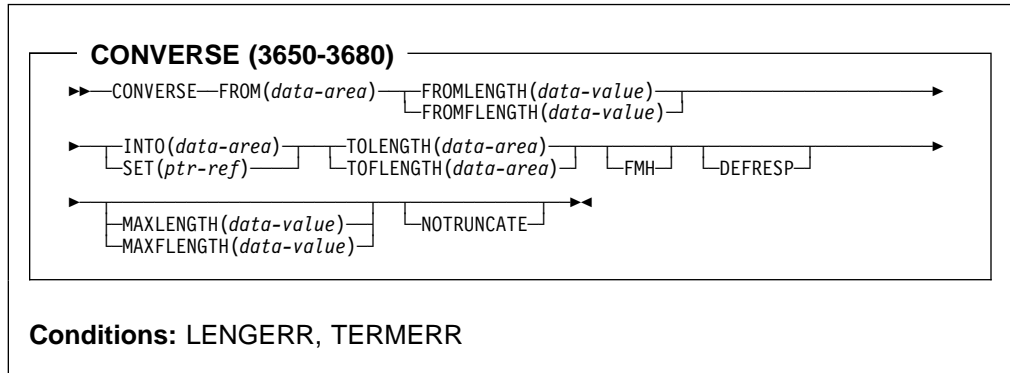 CONVERSE (3650-3680)
CONVERSE FROM(data-area) FROMLENGTH(data-value)
FROMFLENGTH(data-value)
INTO(data-area) TOLENGTH(data-area)
SET(ptr-ref) TOFLENGTH(data-area) FMH DEFRESP
MAXLENGTH(data-value) NOTRUNCATE
MAXFLENGTH(data-value)
Conditions: LENGERR, TERMERR